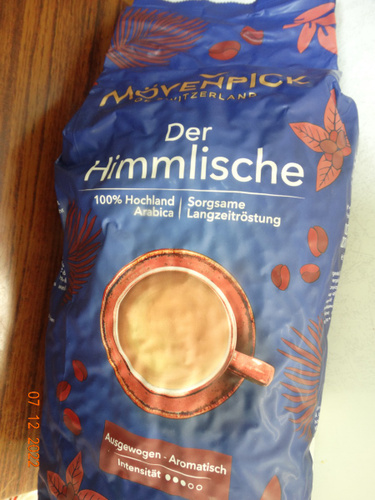 MÖVENPICK
OF SWITZERLAND
Der
Himmlische
100% Hochland
Arabica
Sorgsame
Langzeitröstung
Ausgewogen · Aromatisch
Intensität